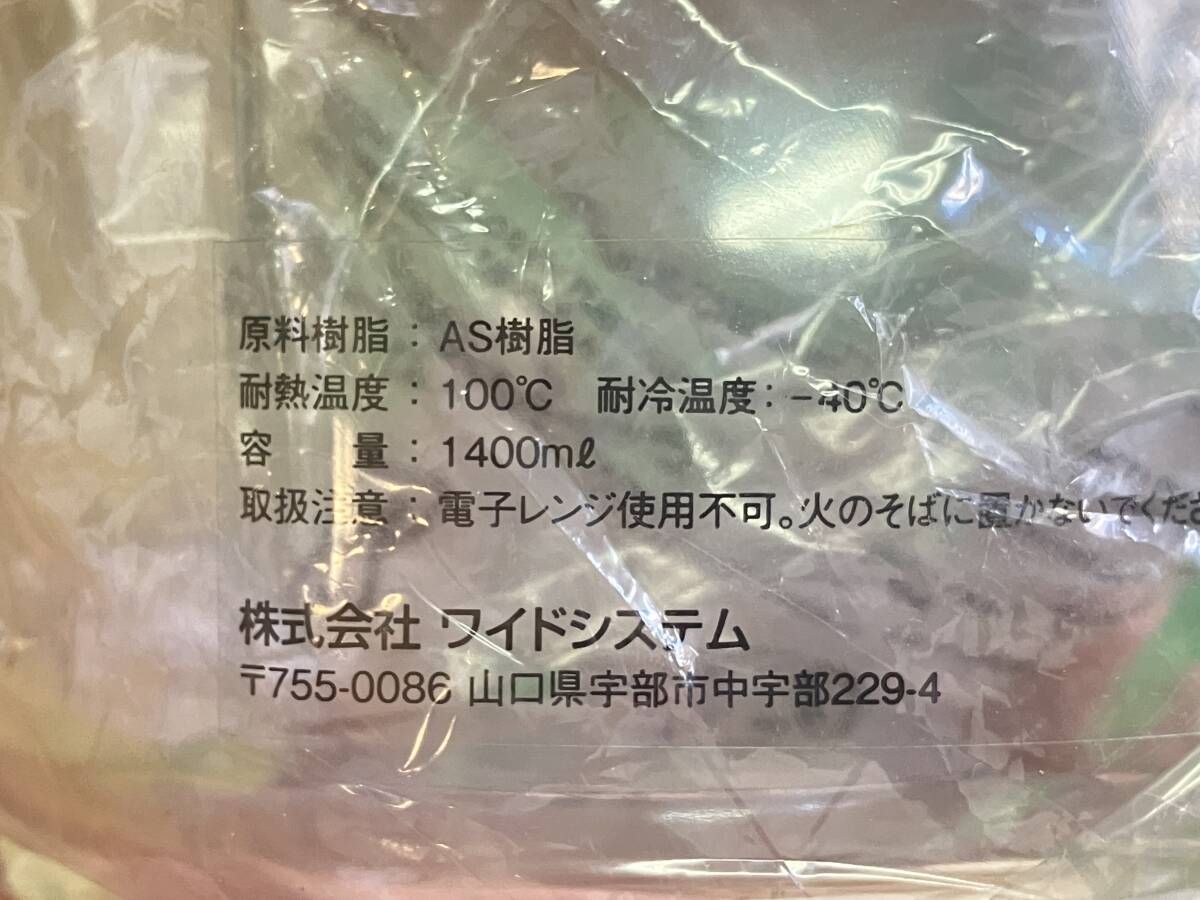 原料樹脂：AS樹脂
耐熱温度：100℃　耐冷温度：−40℃
容　　量：1400mℓ
取扱注意：電子レンジ使用不可。火のそばに置かないでくださ
株式会社 ワイドシステム
〒755-0086 山口県宇部市中宇部229-4